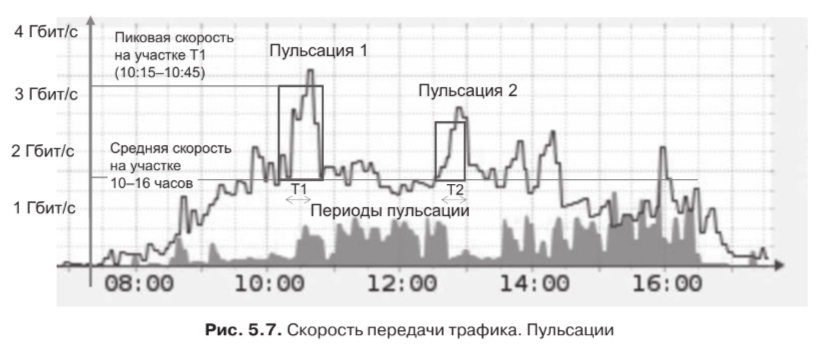 4 Гбит/с
Пиковая скорость
на участке Т1
(10:15–10:45)
Пульсация 1
3 Гбит/с
Пульсация 2
2 Гбит/с
Средняя скорость
на участке
10–16 часов
Т1
Т2
1 Гбит/с
Периоды пульсации
08:00 10:00 12:00 14:00 16:00
Рис. 5.7. Скорость передачи трафика. Пульсации